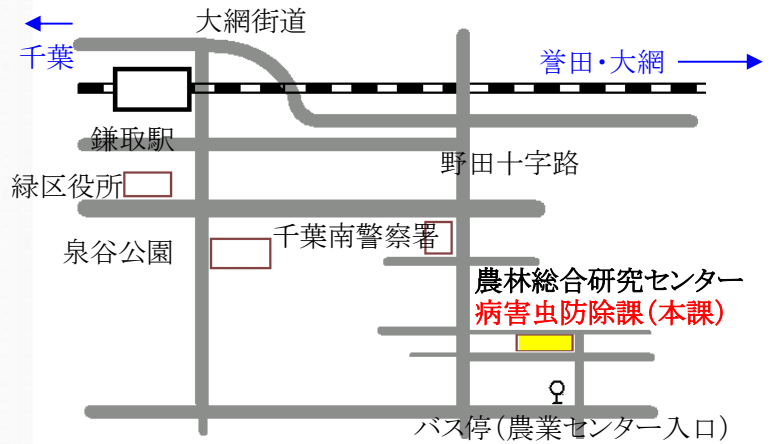 大網街道
千葉
誉田・大網
鎌取駅
野田十字路
緑区役所
千葉南警察署
泉谷公園
農林総合研究センター
病害虫防除課(本課)
バス停(農業センター入口)